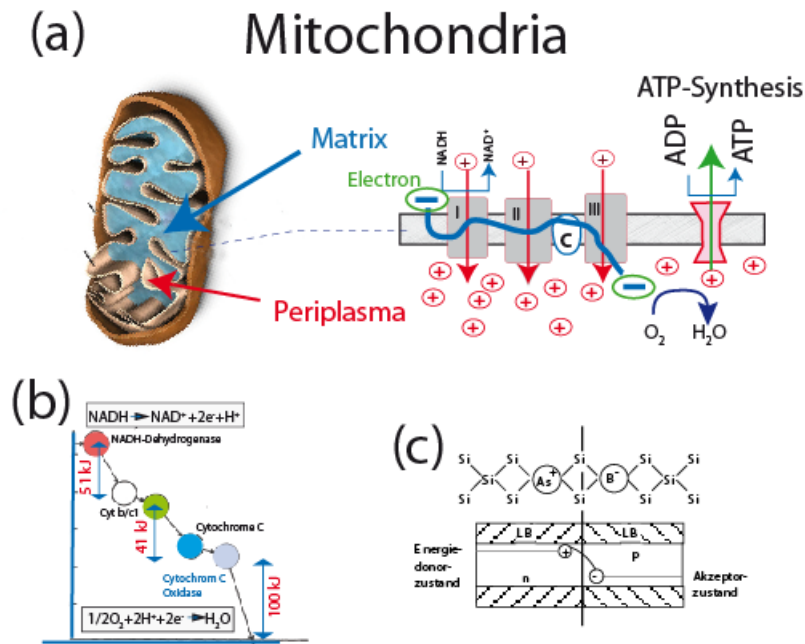 (a) Mitochondria
ATP-Synthesis
Matrix
NADH
NAD⁺
ADP
ATP
Electron
I
II
III
C
Periplasma
O₂
H₂O
(b)
NADH NAD⁺ +2e⁻+H⁺
NADH-Dehydrogenase
51 kJ
Cyt b/c1
41 kJ
Cytochrome C
Cytochrom C
Oxidase
100 kJ
1/2O₂+2H⁺+2e⁻ H₂O
(c)
Si Si Si Si Si
Si As⁺ B⁻ Si
Si Si Si Si Si
LB LB
Energie-
donor-
zustand
n
p
Akzeptor-
zustand